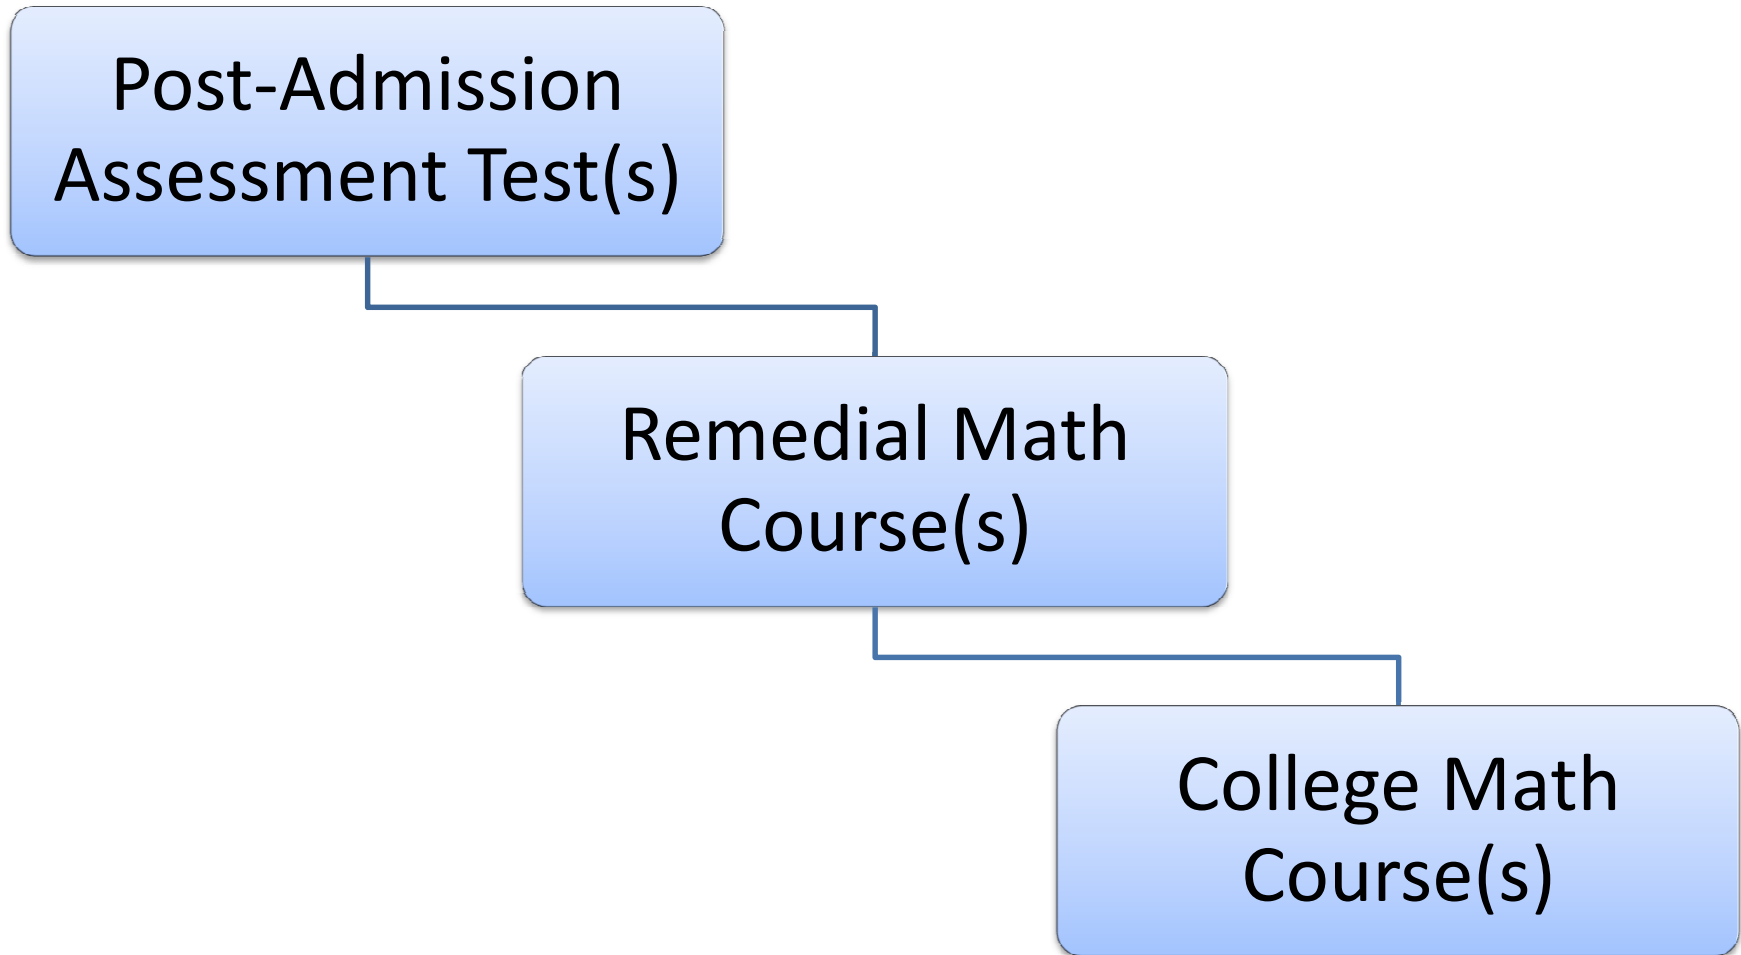 Post-Admission
Assessment Test(s)
Remedial Math
Course(s)
College Math
Course(s)